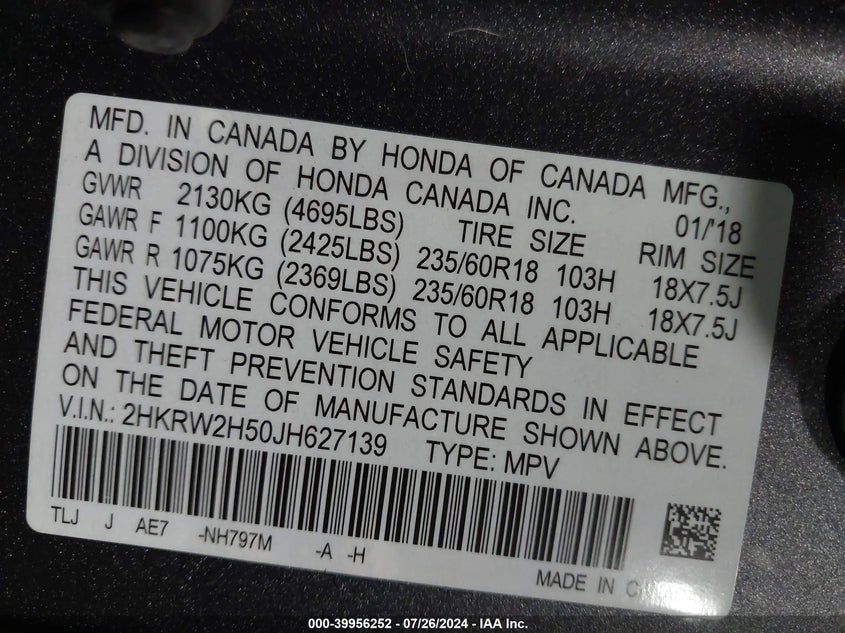 MFD. IN CANADA BY HONDA OF CANADA MFG.,
A DIVISION OF HONDA CANADA INC. 01/'18
GVWR 2130KG (4695LBS) TIRE SIZE RIM SIZE
GAWR F 1100KG (2425LBS) 235/60R18 103H 18X7.5J
GAWR R 1075KG (2369LBS) 235/60R18 103H 18X7.5J
THIS VEHICLE CONFORMS TO ALL APPLICABLE
FEDERAL MOTOR VEHICLE SAFETY
AND THEFT PREVENTION STANDARDS IN EFFECT
ON THE DATE OF MANUFACTURE SHOWN ABOVE.
V.I.N.: 2HKRW2H50JH627139 TYPE: MPV
TLJ J AE7 -NH797M -A -H
MADE IN
000-39956252 - 07/26/2024 - IAA Inc.